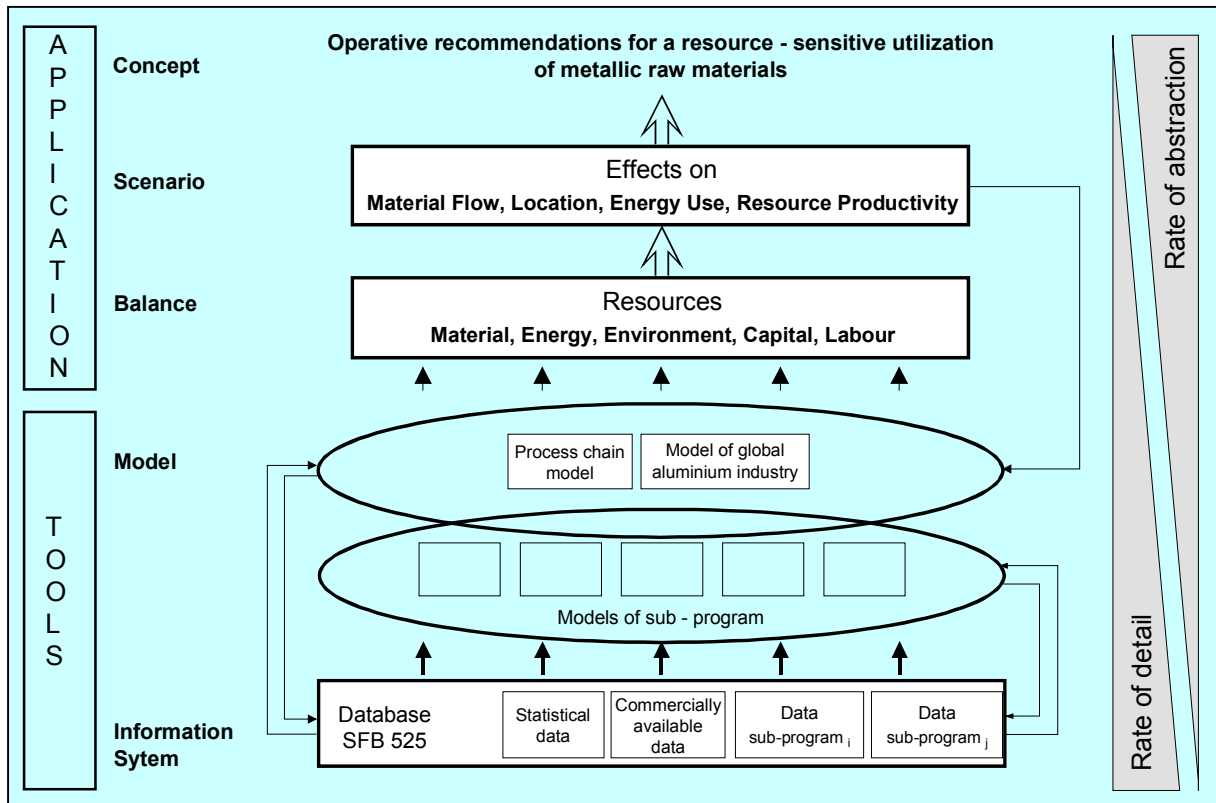 APPLICATION
Concept
Operative recommendations for a resource - sensitive utilization
of metallic raw materials
Scenario
Effects on
Material Flow, Location, Energy Use, Resource Productivity
Balance
Resources
Material, Energy, Environment, Capital, Labour
TOOLS
Model
Process chain
model
Model of global
aluminium industry
Models of sub - program
Information
Sytem
Database
SFB 525
Statistical
data
Commercially
available
data
Data
sub-program i
Data
sub-program j
Rate of abstraction
Rate of detail